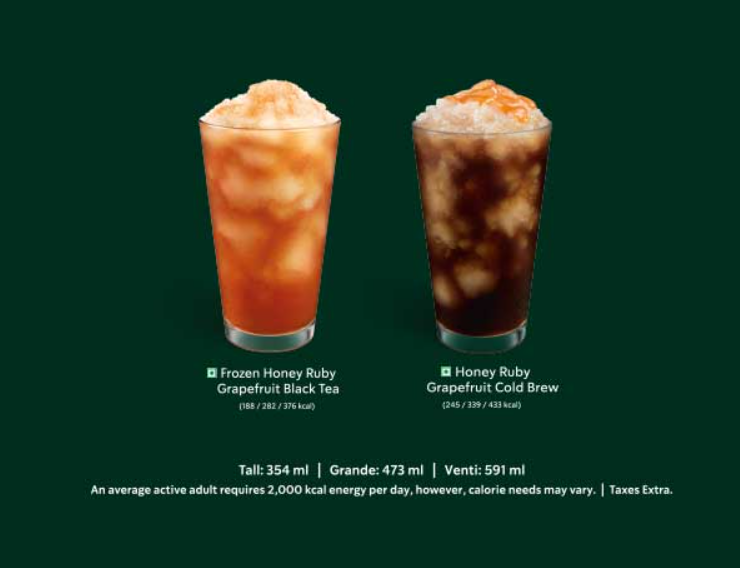 Frozen Honey Ruby
Grapefruit Black Tea
(188 / 282 / 376 kcal)
Honey Ruby
Grapefruit Cold Brew
(245 / 339 / 433 kcal)
Tall: 354 ml | Grande: 473 ml | Venti: 591 ml
An average active adult requires 2,000 kcal energy per day, however, calorie needs may vary. | Taxes Extra.